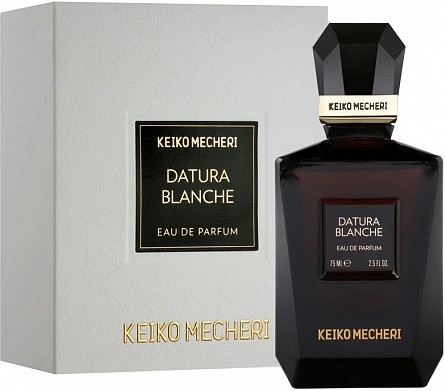 KEIKO MECHERI
DATURA
BLANCHE
EAU DE PARFUM
KEIKO MECHERI
KEIKO MECHERI
DATURA
BLANCHE
EAU DE PARFUM
75 ML ℮ 2.5 FL.OZ.
KEIKO MECHERI